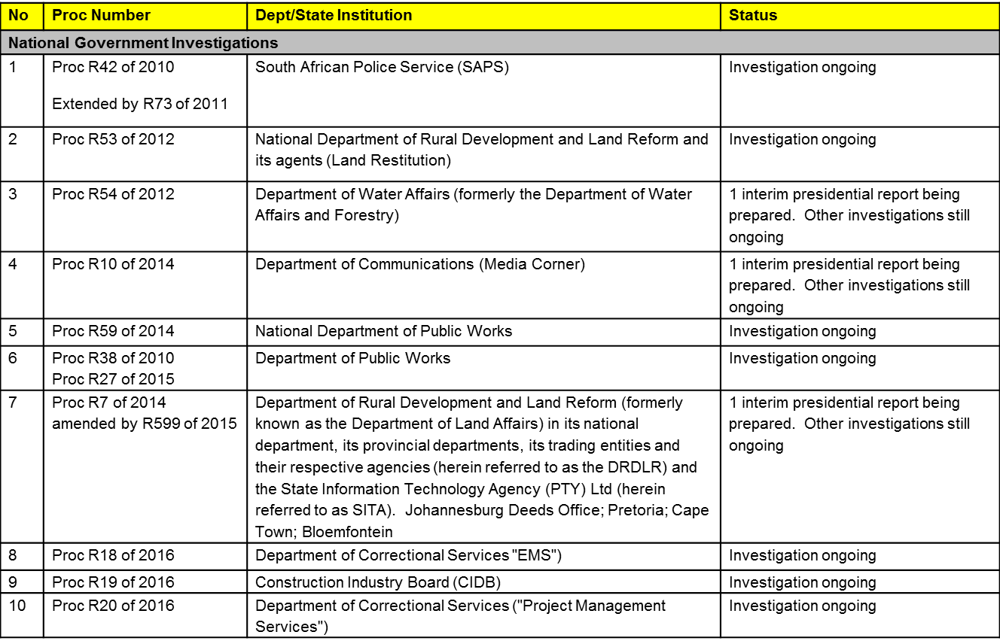 No Proc Number Dept/State Institution Status
National Government Investigations
1 Proc R42 of 2010 South African Police Service (SAPS) Investigation ongoing
Extended by R73 of 2011
2 Proc R53 of 2012 National Department of Rural Development and Land Reform and Investigation ongoing
its agents (Land Restitution)
3 Proc R54 of 2012 Department of Water Affairs (formerly the Department of Water 1 interim presidential report being
Affairs and Forestry) prepared. Other investigations still
ongoing
4 Proc R10 of 2014 Department of Communications (Media Corner) 1 interim presidential report being
prepared. Other investigations still
ongoing
5 Proc R59 of 2014 National Department of Public Works Investigation ongoing
6 Proc R38 of 2010 Department of Public Works Investigation ongoing
Proc R27 of 2015
7 Proc R7 of 2014 Department of Rural Development and Land Reform (formerly 1 interim presidential report being
amended by R599 of 2015 known as the Department of Land Affairs) in its national prepared. Other investigations still
department, its provincial departments, its trading entities and ongoing
their respective agencies (herein referred to as the DRDLR) and
the State Information Technology Agency (PTY) Ltd (herein
referred to as SITA). Johannesburg Deeds Office; Pretoria; Cape
Town; Bloemfontein
8 Proc R18 of 2016 Department of Correctional Services "EMS") Investigation ongoing
9 Proc R19 of 2016 Construction Industry Board (CIDB) Investigation ongoing
10 Proc R20 of 2016 Department of Correctional Services ("Project Management Investigation ongoing
Services")